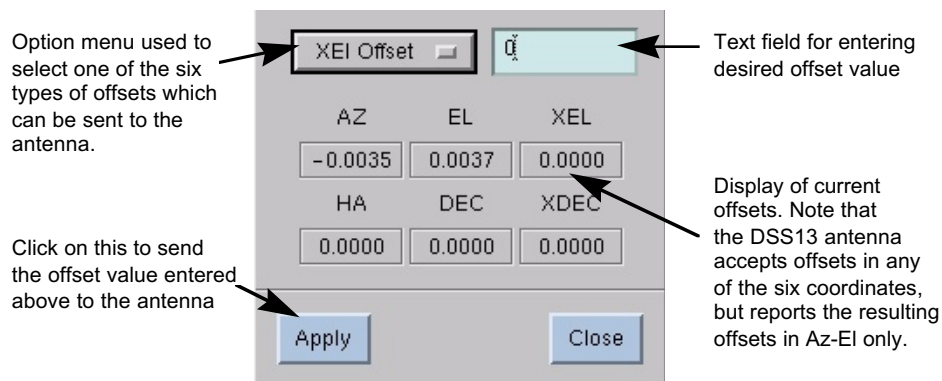 Option menu used to
select one of the six
types of offsets which
can be sent to the
antenna.
XEl Offset
0
Text field for entering
desired offset value
AZ EL XEL
-0.0035 0.0037 0.0000
HA DEC XDEC
0.0000 0.0000 0.0000
Display of current
offsets. Note that
the DSS13 antenna
accepts offsets in any
of the six coordinates,
but reports the resulting
offsets in Az-El only.
Click on this to send
the offset value entered
above to the antenna
Apply Close